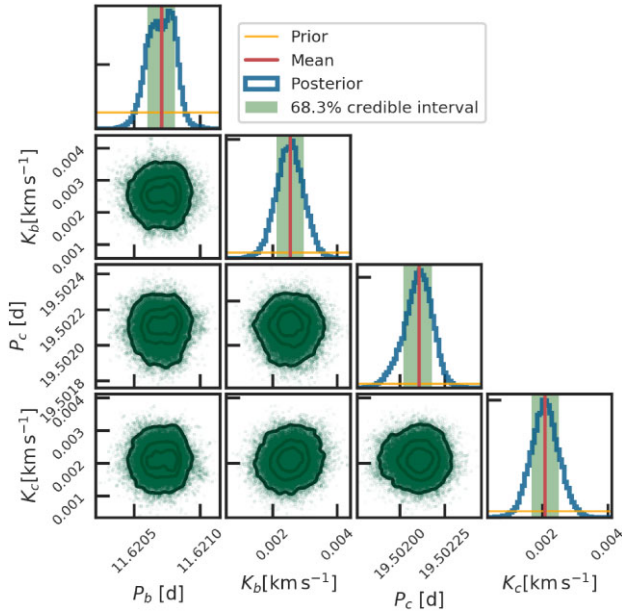 Prior
Mean
Posterior
68.3% credible interval
K_b[km s⁻¹]
0.004
0.003
0.002
0.001
P_c [d]
19.5024
19.5022
19.5020
19.5018
K_c[km s⁻¹]
0.004
0.003
0.002
0.001
11.6205
11.6210
0.002
0.004
19.50200
19.50225
0.002
0.004
P_b [d]
K_b[km s⁻¹]
P_c [d]
K_c[km s⁻¹]